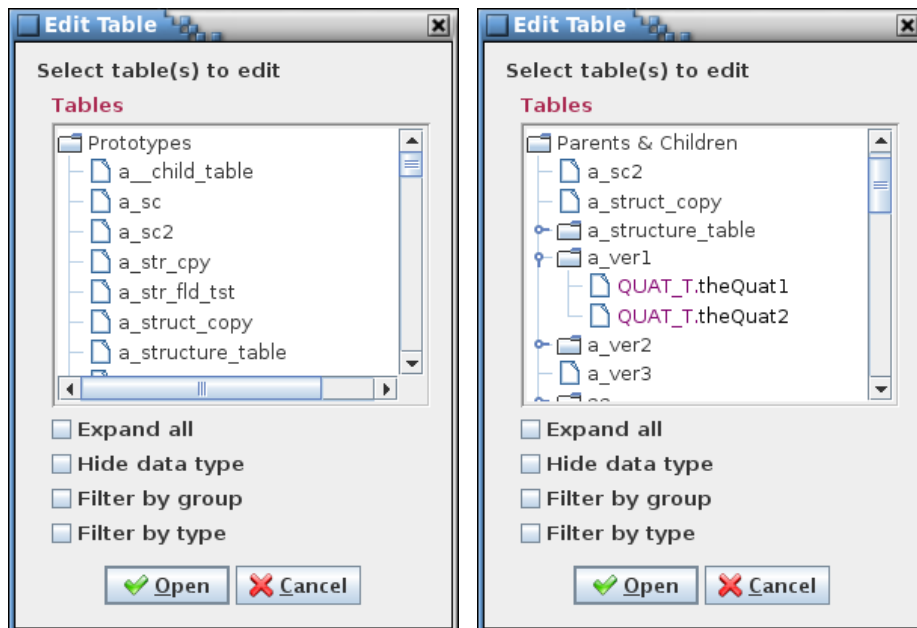 Edit Table
Select table(s) to edit
Tables
Prototypes
a__child_table
a_sc
a_sc2
a_str_cpy
a_str_fld_tst
a_struct_copy
a_structure_table
Expand all
Hide data type
Filter by group
Filter by type
Open
Cancel
Edit Table
Select table(s) to edit
Tables
Parents & Children
a_sc2
a_struct_copy
a_structure_table
a_ver1
QUAT_T.theQuat1
QUAT_T.theQuat2
a_ver2
a_ver3
Expand all
Hide data type
Filter by group
Filter by type
Open
Cancel